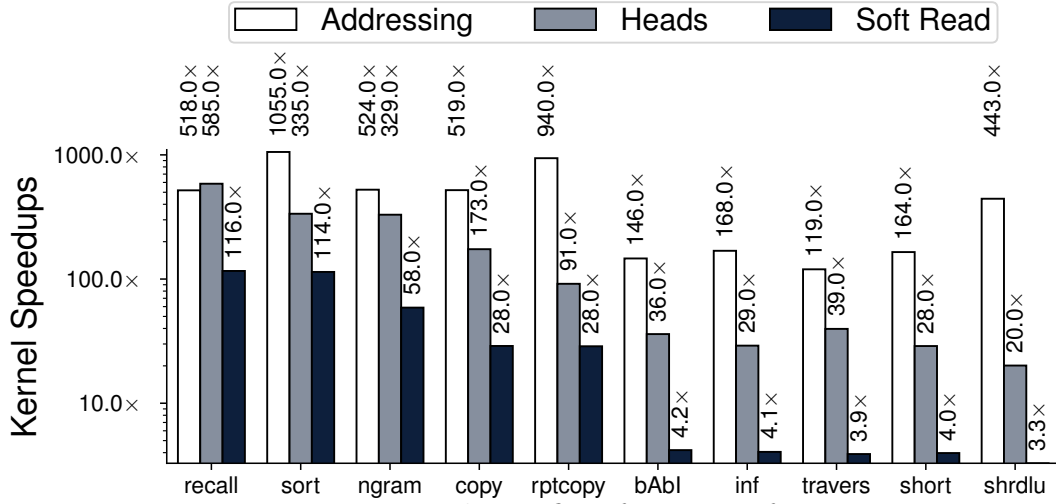 Addressing Heads Soft Read
518.0× 585.0× 1055.0× 335.0× 524.0× 329.0× 519.0× 940.0× 443.0×
Kernel Speedups
1000.0×
100.0×
10.0×
116.0× 114.0× 58.0× 173.0× 28.0× 91.0× 28.0× 146.0× 36.0× 4.2× 168.0× 29.0× 4.1× 119.0× 39.0× 3.9× 164.0× 28.0× 4.0× 20.0× 3.3×
recall sort ngram copy rptcopy bAbI inf travers short shrdlu